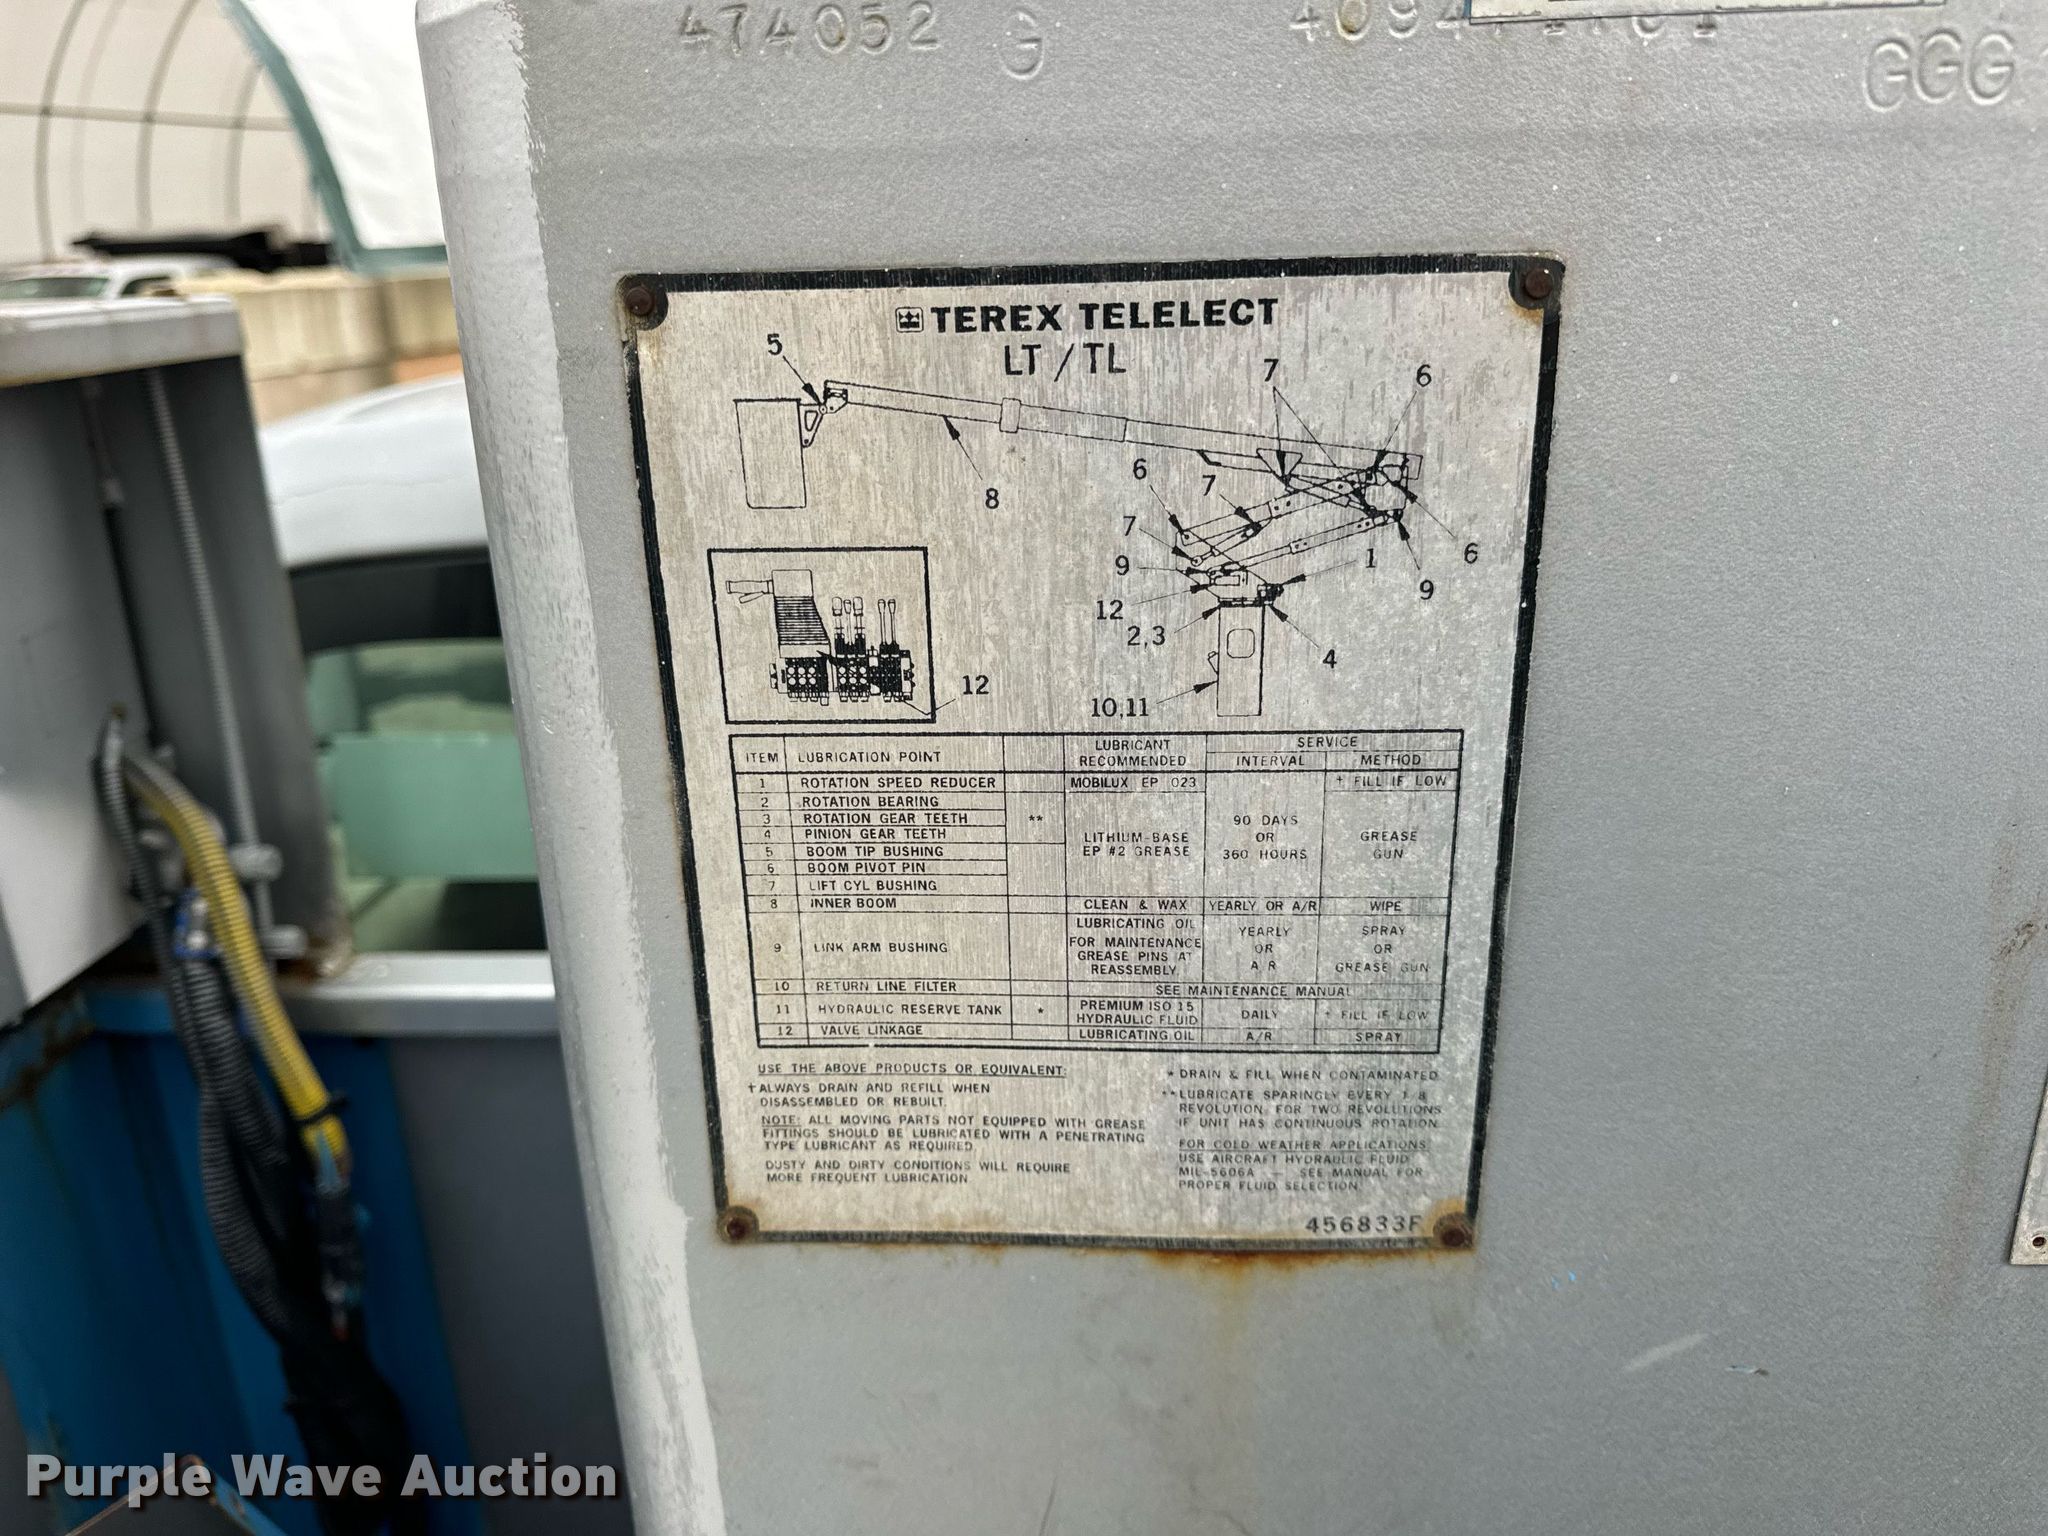 474052 G
GGG
TEREX TELELECT
LT / TL
5
7
6
6
7
8
7
6
9
1
9
12
2,3
4
12
10,11
ITEM LUBRICATION POINT LUBRICANT RECOMMENDED SERVICE INTERVAL METHOD
1 ROTATION SPEED REDUCER MOBILUX EP 023 † FILL IF LOW
2 ROTATION BEARING
3 ROTATION GEAR TEETH ** 90 DAYS
4 PINION GEAR TEETH LITHIUM-BASE OR GREASE
5 BOOM TIP BUSHING EP #2 GREASE 360 HOURS GUN
6 BOOM PIVOT PIN
7 LIFT CYL BUSHING
8 INNER BOOM CLEAN & WAX YEARLY OR A/R WIPE
LUBRICATING OIL YEARLY SPRAY
9 LINK ARM BUSHING FOR MAINTENANCE OR OR
GREASE PINS AT A/R GREASE GUN
REASSEMBLY.
10 RETURN LINE FILTER SEE MAINTENANCE MANUAL
11 HYDRAULIC RESERVE TANK * PREMIUM ISO 15 HYDRAULIC FLUID DAILY † FILL IF LOW
12 VALVE LINKAGE LUBRICATING OIL A/R SPRAY
USE THE ABOVE PRODUCTS OR EQUIVALENT:
† ALWAYS DRAIN AND REFILL WHEN
DISASSEMBLED OR REBUILT.
NOTE: ALL MOVING PARTS NOT EQUIPPED WITH GREASE
FITTINGS SHOULD BE LUBRICATED WITH A PENETRATING
TYPE LUBRICANT AS REQUIRED.
DUSTY AND DIRTY CONDITIONS WILL REQUIRE
MORE FREQUENT LUBRICATION
* DRAIN & FILL WHEN CONTAMINATED
** LUBRICATE SPARINGLY EVERY 1/8
REVOLUTION FOR TWO REVOLUTIONS
IF UNIT HAS CONTINUOUS ROTATION
FOR COLD WEATHER APPLICATIONS
USE AIRCRAFT HYDRAULIC FLUID
MIL-5606A — SEE MANUAL FOR
PROPER FLUID SELECTION.
456833F
Purple Wave Auction